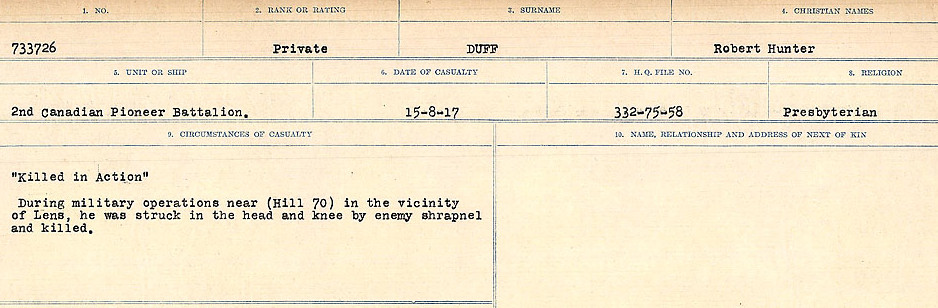 1. NO. 2. RANK OR RATING 3. SURNAME 4. CHRISTIAN NAMES
733726 Private DUFF Robert Hunter
5. UNIT OR SHIP 6. DATE OF CASUALTY 7. H.Q. FILE NO. 8. RELIGION
2nd Canadian Pioneer Battalion. 15-8-17 332-75-58 Presbyterian
9. CIRCUMSTANCES OF CASUALTY 10. NAME, RELATIONSHIP AND ADDRESS OF NEXT OF KIN
"Killed in Action"
During military operations near (Hill 70) in the vicinity
of Lens, he was struck in the head and knee by enemy shrapnel
and killed.